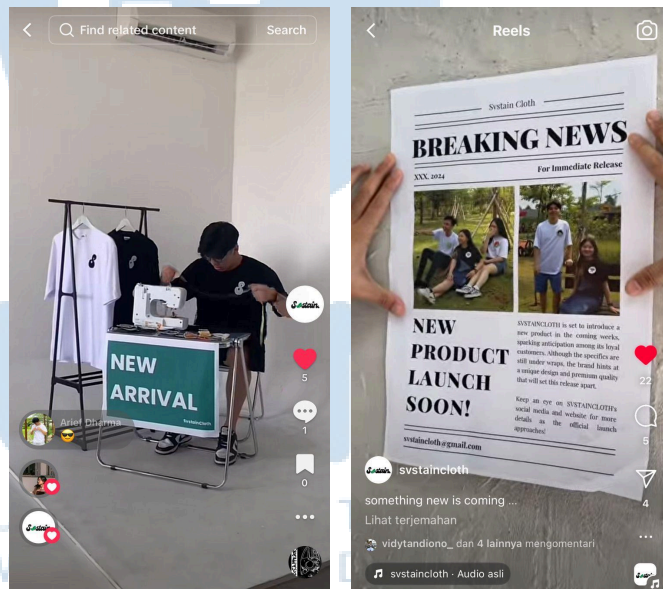 Find related content
Search
NEW
ARRIVAL
SvstainCloth
Svstain.
5
1
0
Arief Dharma
Svstain.
Reels
Svstain Cloth
BREAKING NEWS
XXX, 2024
For Immediate Release
NEW
PRODUCT
LAUNCH
SOON!
SVSTAINCLOTH is set to introduce a
new product in the coming weeks,
sparking anticipation among its loyal
customers. Although the specifics are
still under wraps, the brand hints at
a unique design and premium quality
that will set this release apart.
Keep an eye on SVSTAINCLOTH's
social media and website for more
details as the official launch
approaches!
svstaincloth@gmail.com
22
5
4
Svstain.
svstaincloth
something new is coming ...
Lihat terjemahan
vidytandiono_ dan 4 lainnya mengomentari
svstaincloth · Audio asli